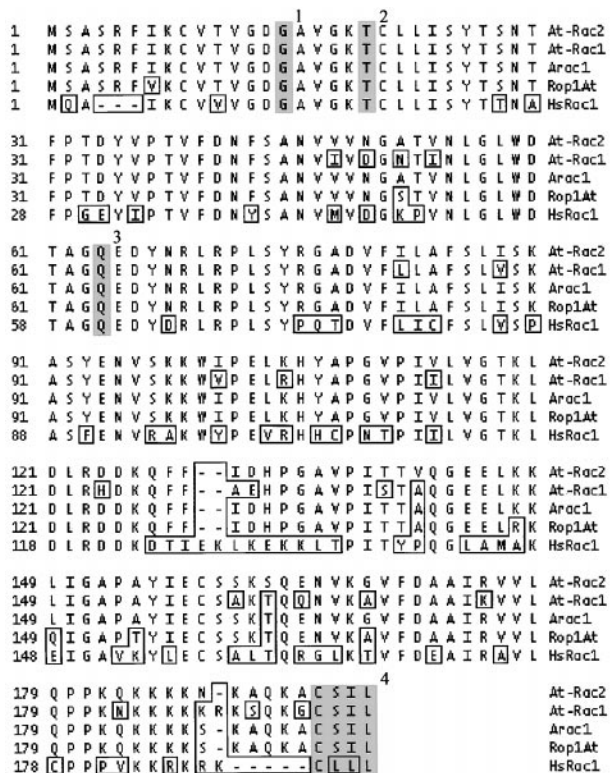 1 2
1 M S A S R F I K C V T V G D G A V G K T C L L I S Y T S N T At-Rac2
1 M S A S R F I K C V T V G D G A V G K T C L L I S Y T S N T At-Rac1
1 M S A S R F I K C V T V G D G A V G K T C L L I S Y T S N T Arac1
1 M S A S R F V K C V T V G D G A V G K T C L L I S Y T S N T Rop1At
1 M Q A - - - I K C V V V G D G A V G K T C L L I S Y T T N A HsRac1
31 F P T D Y V P T V F D N F S A N V V V N G A T V N L G L W D At-Rac2
31 F P T D Y V P T V F D N F S A N V I V D G N T I N L G L W D At-Rac1
31 F P T D Y V P T V F D N F S A N V V V N G A T V N L G L W D Arac1
31 F P T D Y V P T V F D N F S A N V V V N G S T V N L G L W D Rop1At
28 F P G E Y I P T V F D N Y S A N V M V D G K P V N L G L W D HsRac1
3
61 T A G Q E D Y N R L R P L S Y R G A D V F I L A F S L I S K At-Rac2
61 T A G Q E D Y N R L R P L S Y R G A D V F L L A F S L V S K At-Rac1
61 T A G Q E D Y N R L R P L S Y R G A D V F I L A F S L I S K Arac1
61 T A G Q E D Y N R L R P L S Y R G A D V F I L A F S L I S K Rop1At
58 T A G Q E D Y D R L R P L S Y P Q T D V F L I C F S L V S P HsRac1
91 A S Y E N V S K K W I P E L K H Y A P G V P I V L V G T K L At-Rac2
91 A S Y E N V S K K W V P E L R H Y A P G V P I I L V G T K L At-Rac1
91 A S Y E N V S K K W I P E L K H Y A P G V P I V L V G T K L Arac1
91 A S Y E N V S K K W I P E L K H Y A P G V P I V L V G T K L Rop1At
88 A S F E N V R A K W Y P E V R H H C P N T P I I L V G T K L HsRac1
121 D L R D D K Q F F - - I D H P G A V P I T T V Q G E E L K K At-Rac2
121 D L R H D K Q F F - - A E H P G A V P I S T A Q G E E L K K At-Rac1
121 D L R D D K Q F F - - I D H P G A V P I T T A Q G E E L K K Arac1
121 D L R D D K Q F F - - I D H P G A V P I T T A Q G E E L R K Rop1At
118 D L R D D K D T I E K L K E K K L T P I T Y P Q G L A M A K HsRac1
149 L I G A P A Y I E C S S K S Q E N V K G V F D A A I R V V L At-Rac2
149 L I G A P A Y I E C S A K T Q Q N V K A V F D A A I K V V L At-Rac1
149 L I G A P A Y I E C S S K T Q E N V K G V F D A A I R V V L Arac1
149 Q I G A P T Y I E C S S K T Q E N V K A V F D A A I R V V L Rop1At
148 E I G A V K Y L E C S A L T Q R G L K T V F D E A I R A V L HsRac1
4
179 Q P P K Q K K K K N - K A Q K A C S I L At-Rac2
179 Q P P K N K K K K R K S Q K G C S I L At-Rac1
179 Q P P K Q K K K K S - K A Q K A C S I L Arac1
179 Q P P K Q K K K K S - K A Q K A C S I L Rop1At
178 C P P P V K K R K R K - - - - - C L L L HsRac1